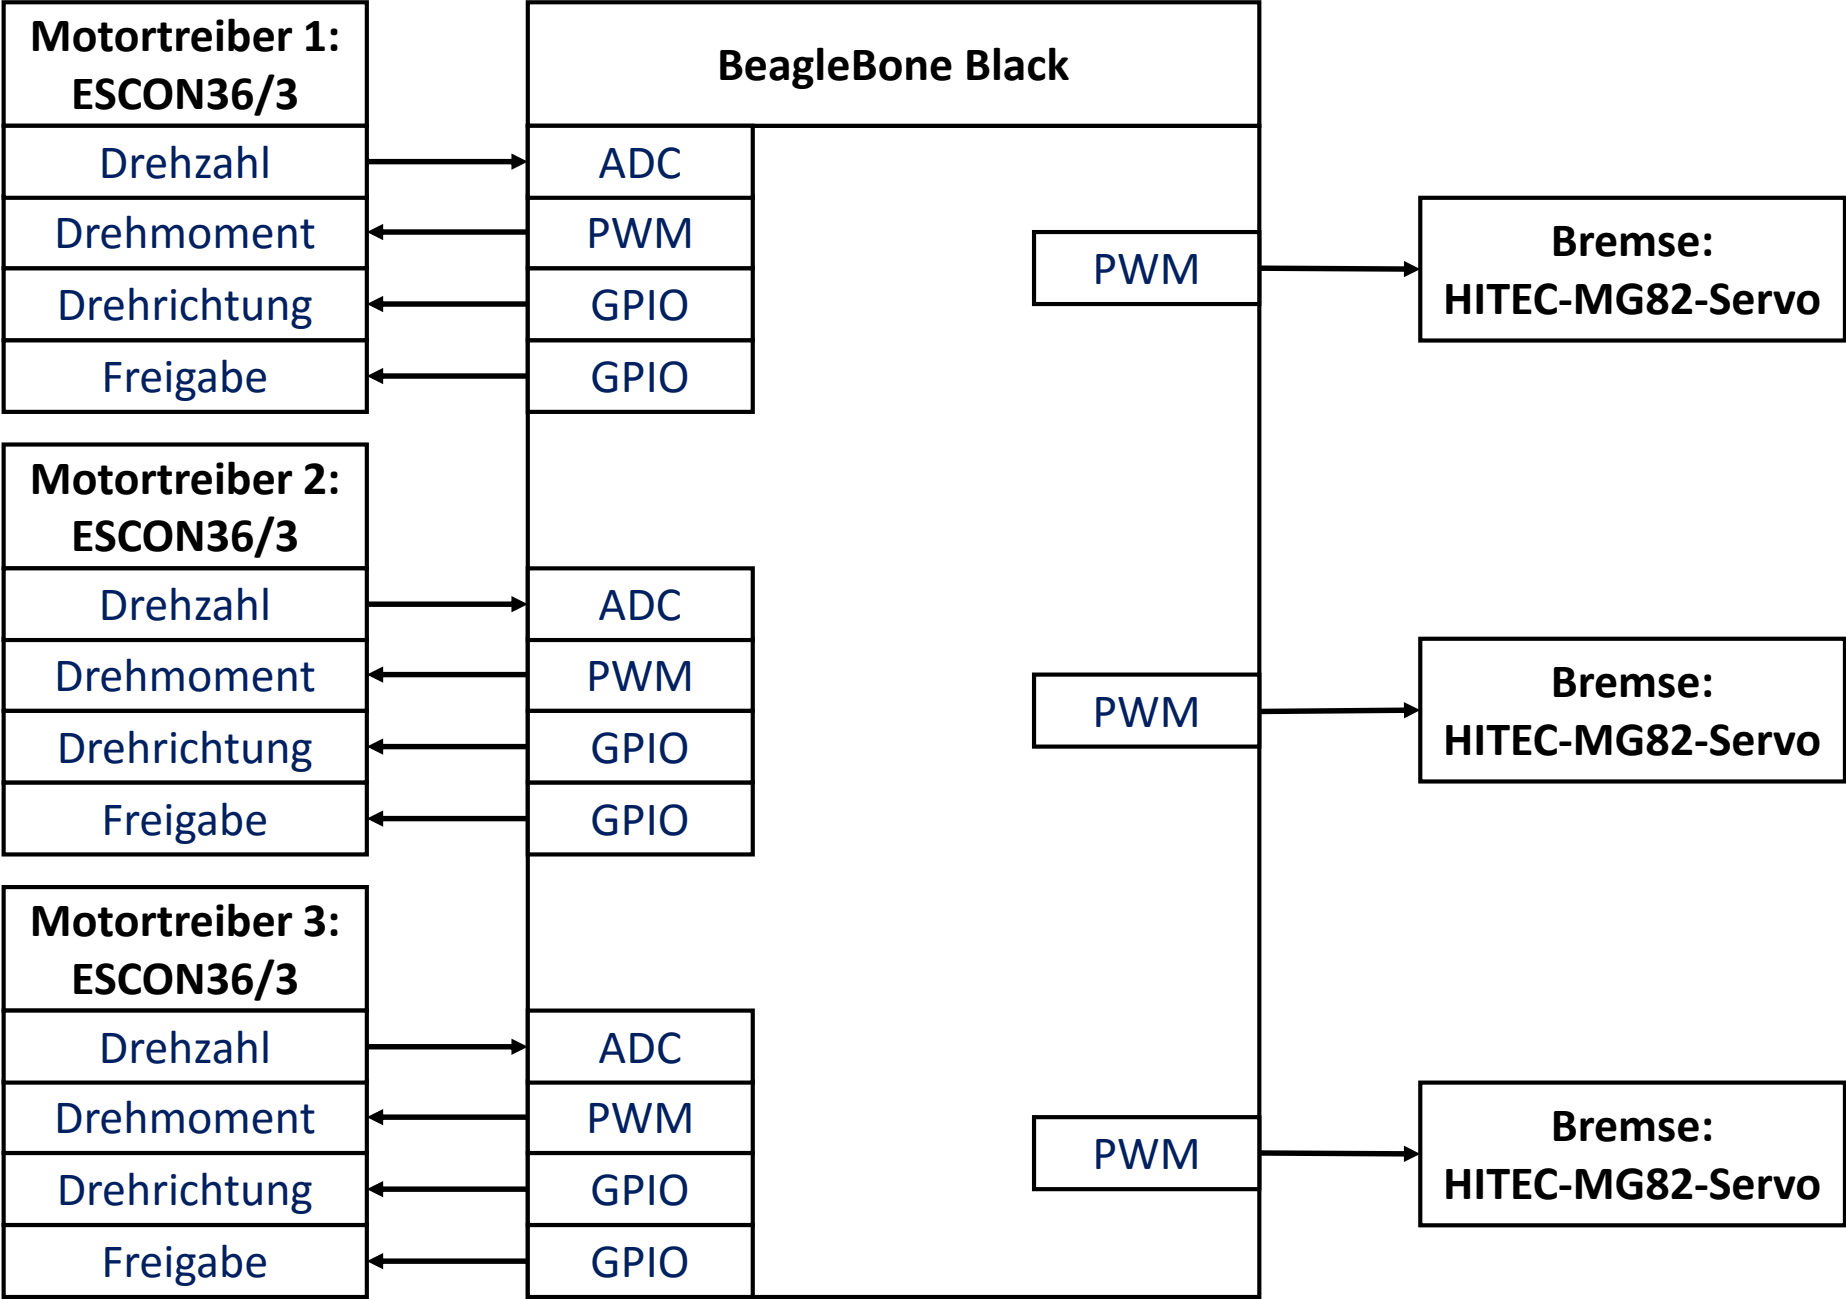 Motortreiber 1:
ESCON36/3
Drehzahl
Drehmoment
Drehrichtung
Freigabe
Motortreiber 2:
ESCON36/3
Drehzahl
Drehmoment
Drehrichtung
Freigabe
Motortreiber 3:
ESCON36/3
Drehzahl
Drehmoment
Drehrichtung
Freigabe
BeagleBone Black
ADC
PWM
GPIO
GPIO
ADC
PWM
GPIO
GPIO
ADC
PWM
GPIO
GPIO
PWM
PWM
PWM
Bremse:
HITEC-MG82-Servo
Bremse:
HITEC-MG82-Servo
Bremse:
HITEC-MG82-Servo